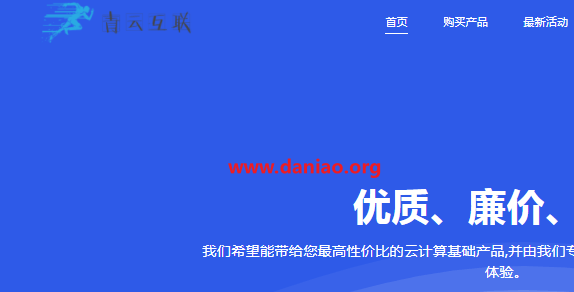 青云互联
首页 购买产品 最新活动
www.daniao.org
优质、廉价、
我们希望能带给您最高性价比的云计算基础产品,并由我们专
体验。